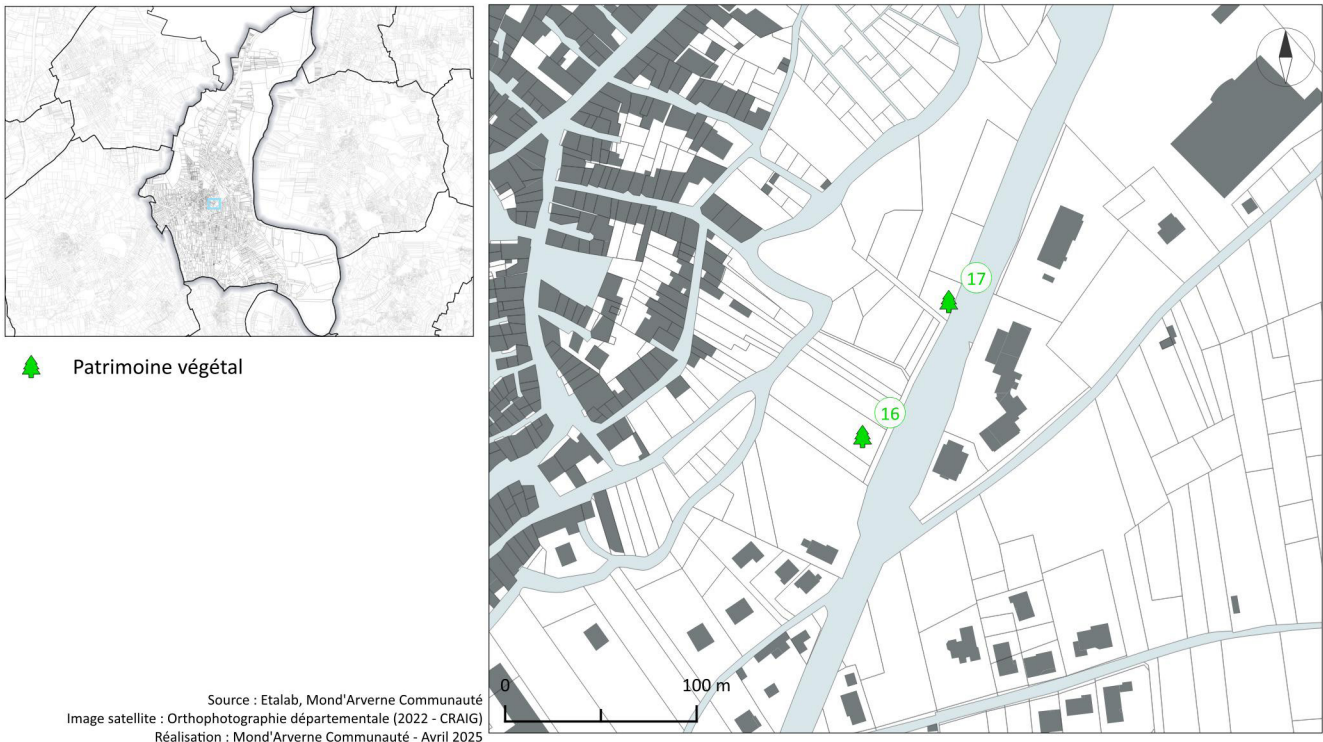 Patrimoine végétal
17
16
0 100 m
Source : Etalab, Mond'Arverne Communauté
Image satellite : Orthophotographie départementale (2022 - CRAIG)
Réalisation : Mond'Arverne Communauté - Avril 2025